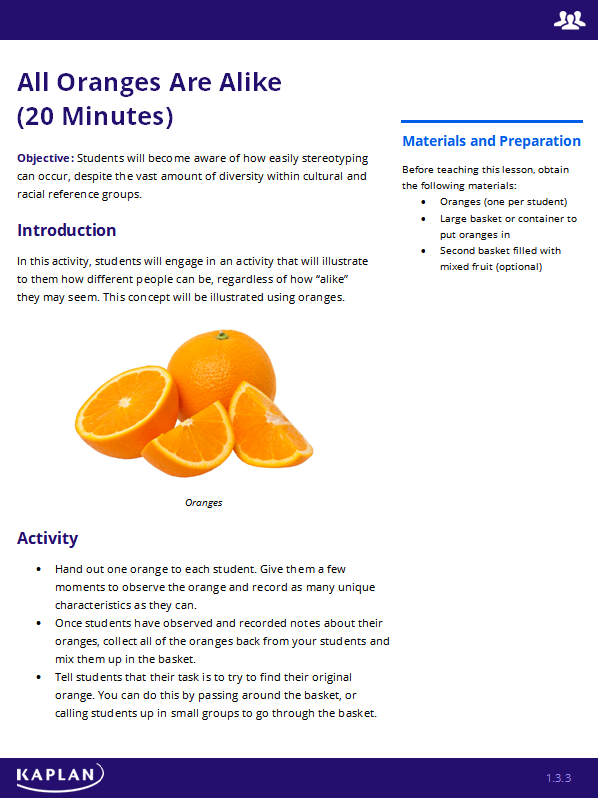 All Oranges Are Alike
(20 Minutes)
Objective: Students will become aware of how easily stereotyping
can occur, despite the vast amount of diversity within cultural and
racial reference groups.
Introduction
In this activity, students will engage in an activity that will illustrate
to them how different people can be, regardless of how “alike”
they may seem. This concept will be illustrated using oranges.
Oranges
Activity
• Hand out one orange to each student. Give them a few
moments to observe the orange and record as many unique
characteristics as they can.
• Once students have observed and recorded notes about their
oranges, collect all of the oranges back from your students and
mix them up in the basket.
• Tell students that their task is to try to find their original
orange. You can do this by passing around the basket, or
calling students up in small groups to go through the basket.
Materials and Preparation
Before teaching this lesson, obtain
the following materials:
• Oranges (one per student)
• Large basket or container to
put oranges in
• Second basket filled with
mixed fruit (optional)
KAPLAN
1.3.3